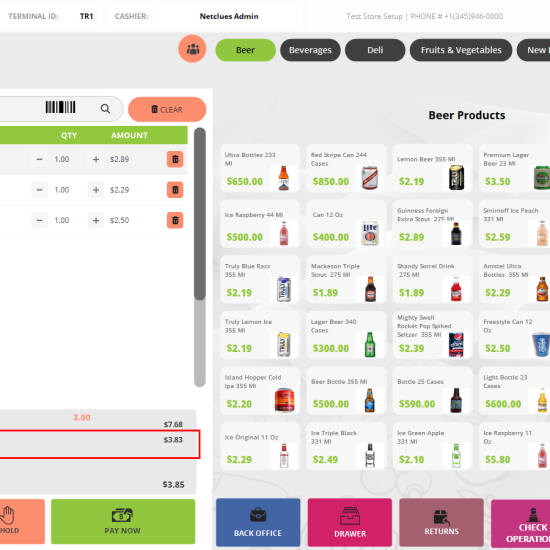 TERMINAL ID: TR1 CASHIER: Netclues Admin Test Store Setup | PHONE # +1(345)946-0000
Beer Beverages Deli Fruits & Vegetables New
CLEAR
QTY AMOUNT
− 1.00 + $2.89
− 1.00 + $2.29
− 1.00 + $2.50
3.00
$7.68
$3.83
$3.85
HOLD
PAY NOW
Beer Products
Ultra Bottles 233 Ml
$650.00
Red Stripe Can 244 Cases
$850.00
Lemon Beer 355 Ml
$2.19
Premium Lager Beer 23 Ml
$3.50
Ice Raspberry 44 Ml
$500.00
Can 12 Oz
$400.00
Guinness Foreign Extra Stout 275 Ml
$2.89
Smirnoff Ice Peach 331 Ml
$2.59
Truly Blue Razz 355 Ml
$2.19
Mackeson Triple Stout 275 Ml
$1.89
Shandy Sorrel Drink 275 Ml
$1.89
Amstel Ultra Bottles 355 Ml
$2.29
Truly Lemon Ice 355 Ml
$2.19
Lager Beer 340 Cases
$300.00
Mighty Swell Rocket Pop Spiked Seltzer 355 Ml
$2.39
Freestyle Can 12 Oz
$2.50
Island Hopper Cold Ipa 355 Ml
$2.20
Beer Bottle 355 Ml
$500.00
Bottle 25 Cases
$590.00
Light Bottle 23 Cases
$600.00
Ice Original 11 Oz
$2.29
Ice Triple Black 331 Ml
$2.49
Ice Green Apple 331 Ml
$2.10
Ice Raspberry 11 Oz
$5.80
BACK OFFICE
DRAWER
RETURNS
CHECK
OPERATION